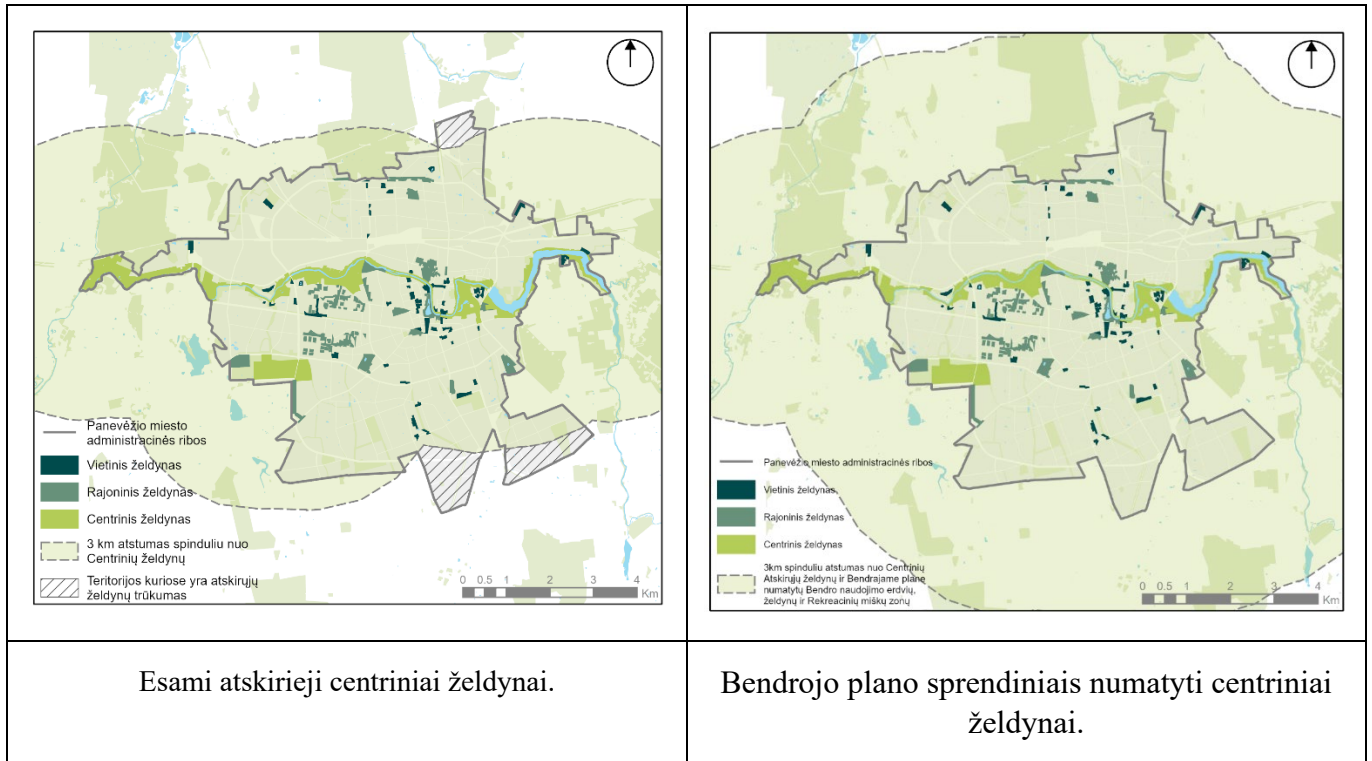 Panevėžio miesto
administracinės ribos
Vietinis želdynas
Rajoninis želdynas
Centrinis želdynas
3 km atstumas spinduliu nuo
Centrinių želdynų
Teritorijos kuriose yra atskirųjų
želdynų trūkumas
0 0.5 1 2 3 4
Km
Panevėžio miesto administracinės ribos
Vietinis želdynas
Rajoninis želdynas
Centrinis želdynas
3km spinduliu atstumas nuo Centrinių
Atskirųjų želdynų ir Bendrajame plane
numatytų Bendro naudojimo erdvių,
želdynų ir Rekreacinių miškų zonų
0 0.5 1 2 3 4
Km
Esami atskirieji centriniai želdynai.
Bendrojo plano sprendiniais numatyti centriniai
želdynai.